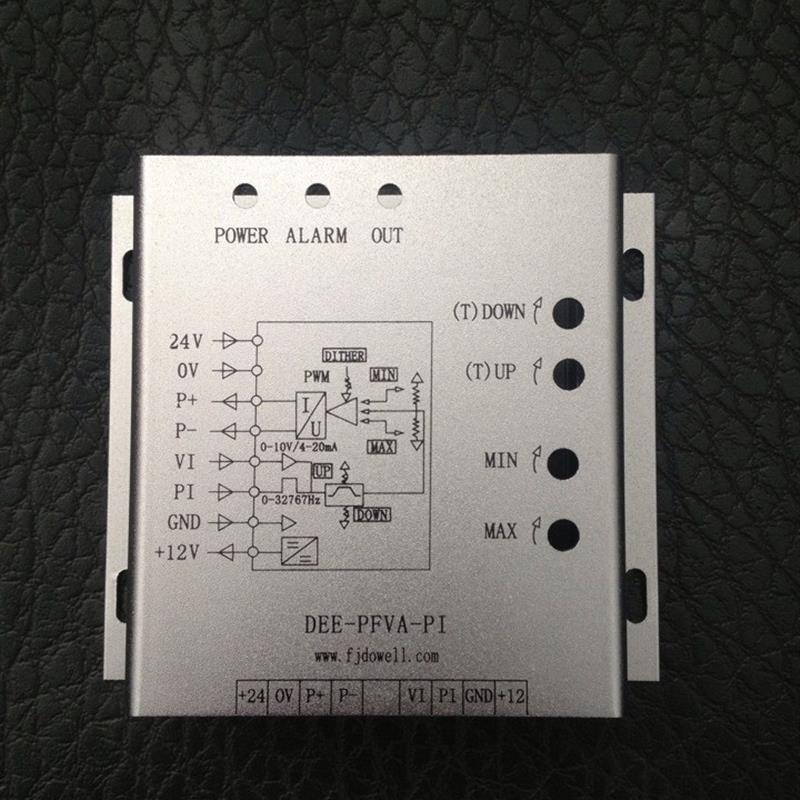 POWER ALARM OUT
(T)DOWN
(T)UP
MIN
MAX
24V
0V
P+
P-
VI
PI
GND
+12V
DITHER
PWM
MIN
I
U
MAX
0-10V/4-20mA
UP
0-32767Hz
DOWN
DEE-PFVA-PI
www.fjdowell.com
+24 0V P+ P- VI PI GND +12